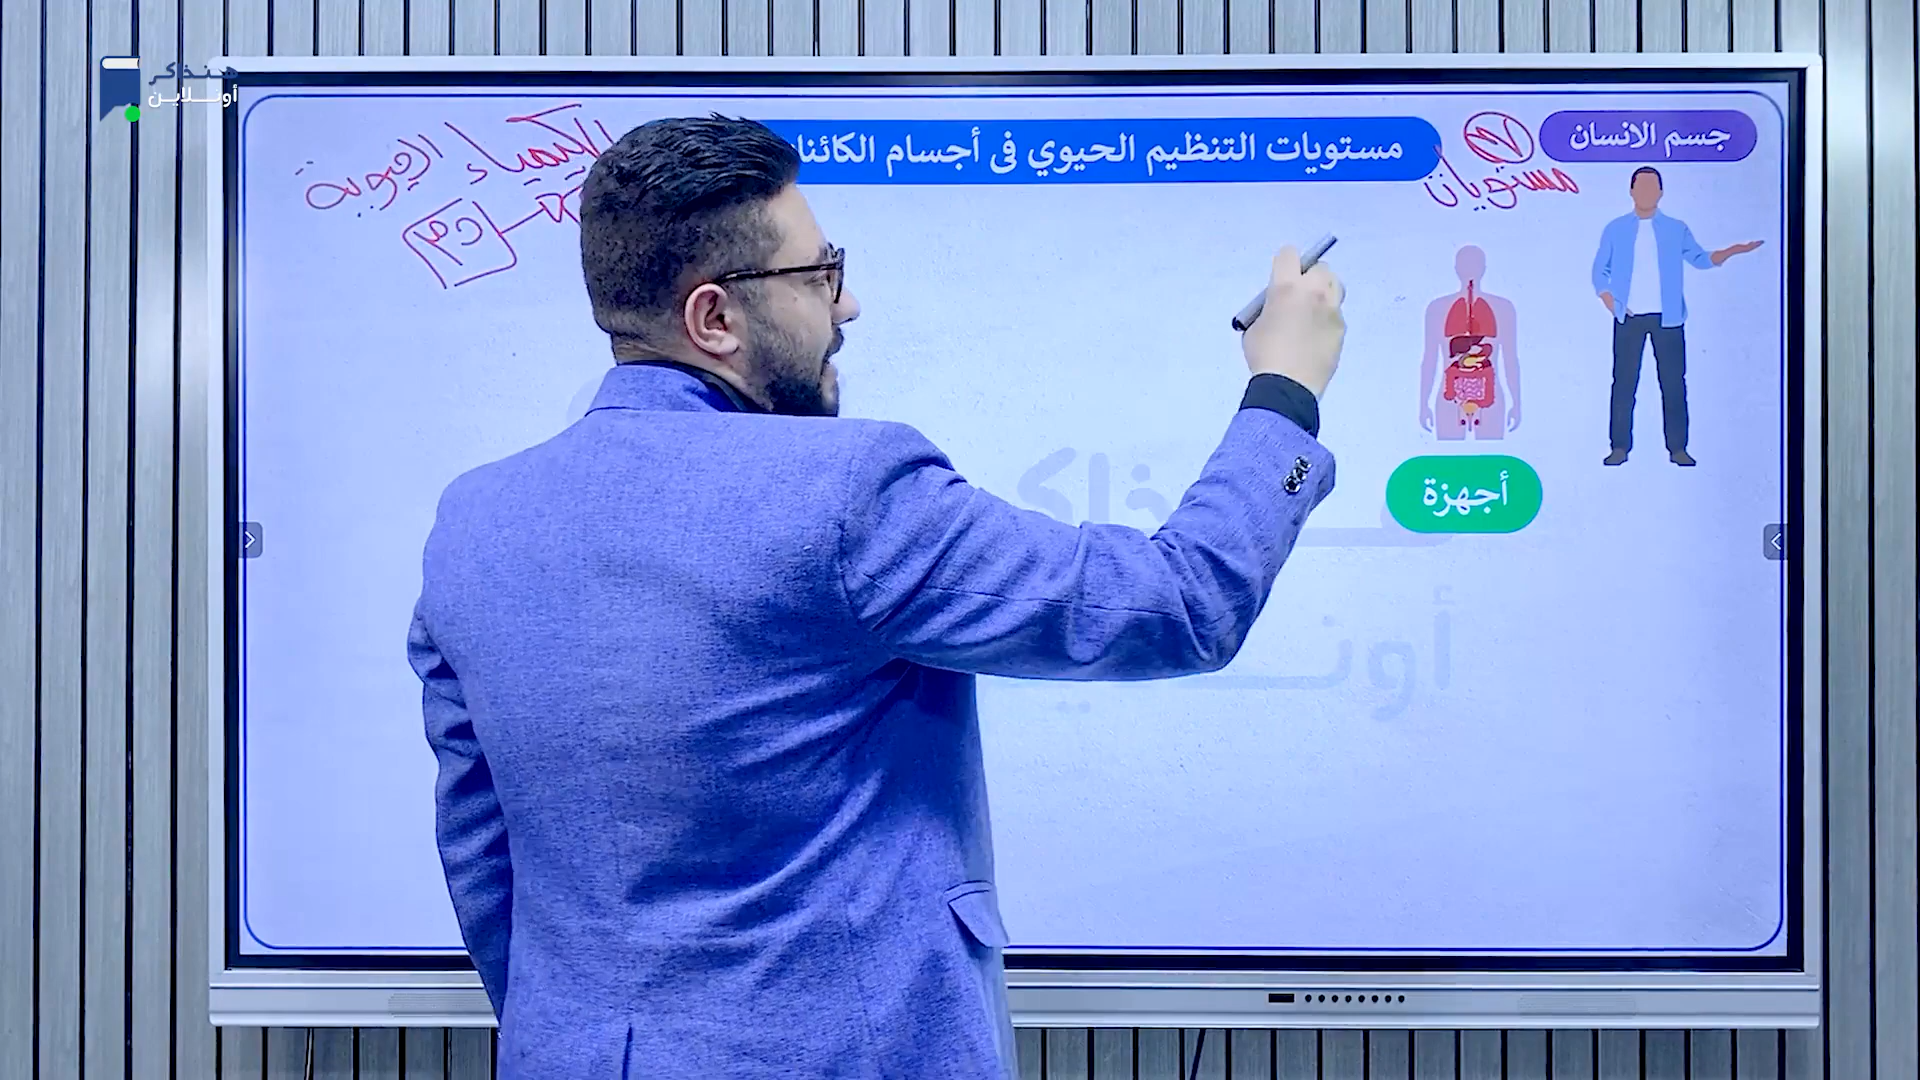 هنذاكر
أونلاين
جسم الانسان
مستويات التنظيم الحيوي فى أجسام الكائنا
مستويات
الكيمياء
الحيوية
أجهزة